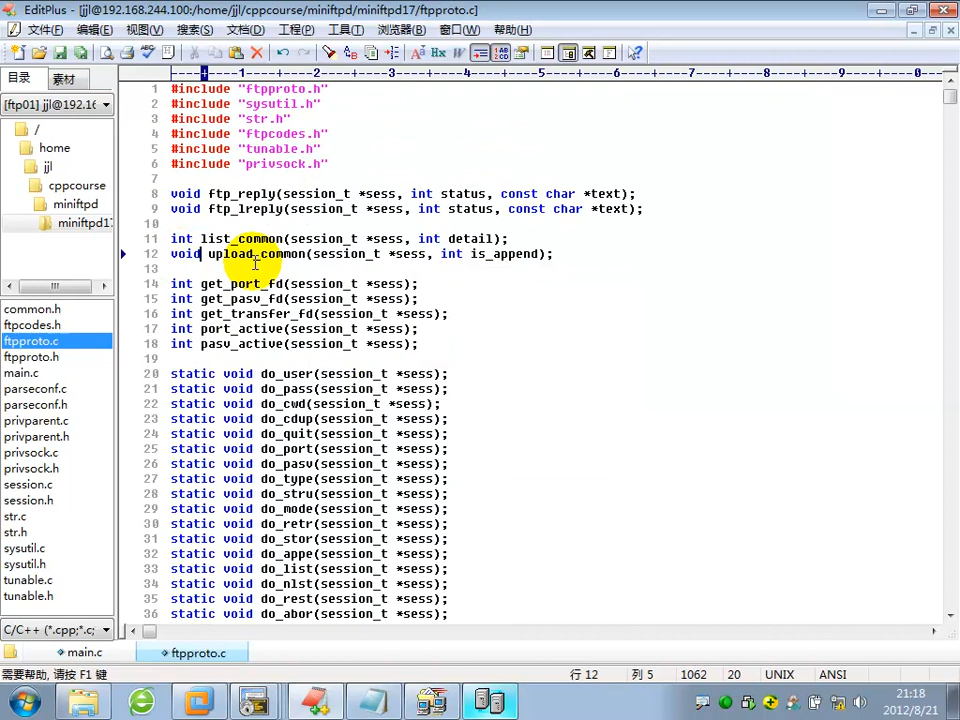 EditPlus - [[jjl@192.168.244.100:/home/jjl/cppcourse/miniftpd/miniftpd17/ftpproto.c]
文件(F) 编辑(E) 视图(V) 搜索(S) 文档(D) 工程(P) 工具(T) 浏览器(B) 窗口(W) 帮助(H)
目录 素材
[ftp01] jjl@192.16
/
home
jjl
cppcourse
miniftpd
miniftpd17
common.h
ftpcodes.h
ftpproto.c
ftpproto.h
main.c
parseconf.c
parseconf.h
privparent.c
privparent.h
privsock.c
privsock.h
session.c
session.h
str.c
str.h
sysutil.c
sysutil.h
tunable.c
tunable.h
C/C++ (*.cpp;*.c;
----+----1----+----2----+----3----+----4----+----5----+----6----+----7----+----8----+----9----+----0----
1 #include "ftpproto.h"
2 #include "sysutil.h"
3 #include "str.h"
4 #include "ftpcodes.h"
5 #include "tunable.h"
6 #include "privsock.h"
7
8 void ftp_reply(session_t *sess, int status, const char *text);
9 void ftp_lreply(session_t *sess, int status, const char *text);
10
11 int list_common(session_t *sess, int detail);
12 void upload_common(session_t *sess, int is_append);
13
14 int get_port_fd(session_t *sess);
15 int get_pasv_fd(session_t *sess);
16 int get_transfer_fd(session_t *sess);
17 int port_active(session_t *sess);
18 int pasv_active(session_t *sess);
19
20 static void do_user(session_t *sess);
21 static void do_pass(session_t *sess);
22 static void do_cwd(session_t *sess);
23 static void do_cdup(session_t *sess);
24 static void do_quit(session_t *sess);
25 static void do_port(session_t *sess);
26 static void do_pasv(session_t *sess);
27 static void do_type(session_t *sess);
28 static void do_stru(session_t *sess);
29 static void do_mode(session_t *sess);
30 static void do_retr(session_t *sess);
31 static void do_stor(session_t *sess);
32 static void do_appe(session_t *sess);
33 static void do_list(session_t *sess);
34 static void do_nlst(session_t *sess);
35 static void do_rest(session_t *sess);
36 static void do_abor(session_t *sess);
main.c ftpproto.c
需要帮助, 请按 F1 键 行 12 列 5 1062 20 UNIX ANSI
21:18
2012/8/21